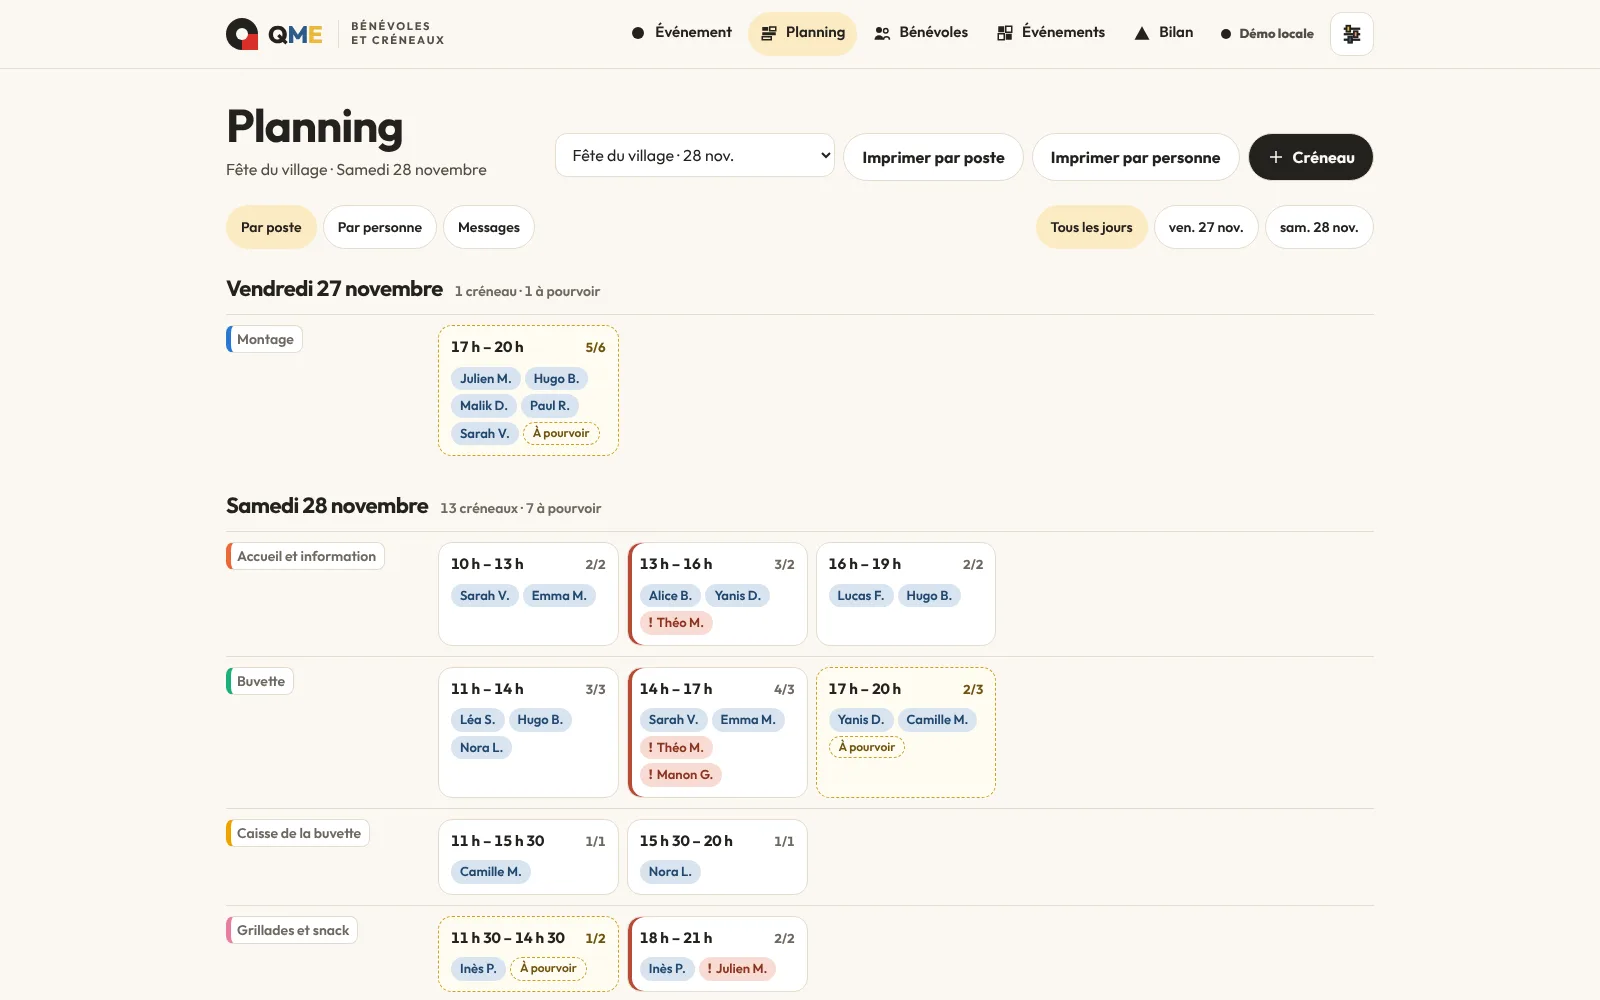 QME
BÉNÉVOLES
ET CRÉNEAUX
Événement
Planning
Bénévoles
Événements
Bilan
Démo locale
Planning
Fête du village · Samedi 28 novembre
Fête du village · 28 nov.
Imprimer par poste
Imprimer par personne
+ Créneau
Par poste
Par personne
Messages
Tous les jours
ven. 27 nov.
sam. 28 nov.
Vendredi 27 novembre 1 créneau · 1 à pourvoir
Montage
17 h – 20 h 5/6
Julien M. Hugo B.
Malik D. Paul R.
Sarah V. À pourvoir
Samedi 28 novembre 13 créneaux · 7 à pourvoir
Accueil et information
10 h – 13 h 2/2
Sarah V. Emma M.
13 h – 16 h 3/2
Alice B. Yanis D.
! Théo M.
16 h – 19 h 2/2
Lucas F. Hugo B.
Buvette
11 h – 14 h 3/3
Léa S. Hugo B.
Nora L.
14 h – 17 h 4/3
Sarah V. Emma M.
! Théo M.
! Manon G.
17 h – 20 h 2/3
Yanis D. Camille M.
À pourvoir
Caisse de la buvette
11 h – 15 h 30 1/1
Camille M.
15 h 30 – 20 h 1/1
Nora L.
Grillades et snack
11 h 30 – 14 h 30 1/2
Inès P. À pourvoir
18 h – 21 h 2/2
Inès P. ! Julien M.